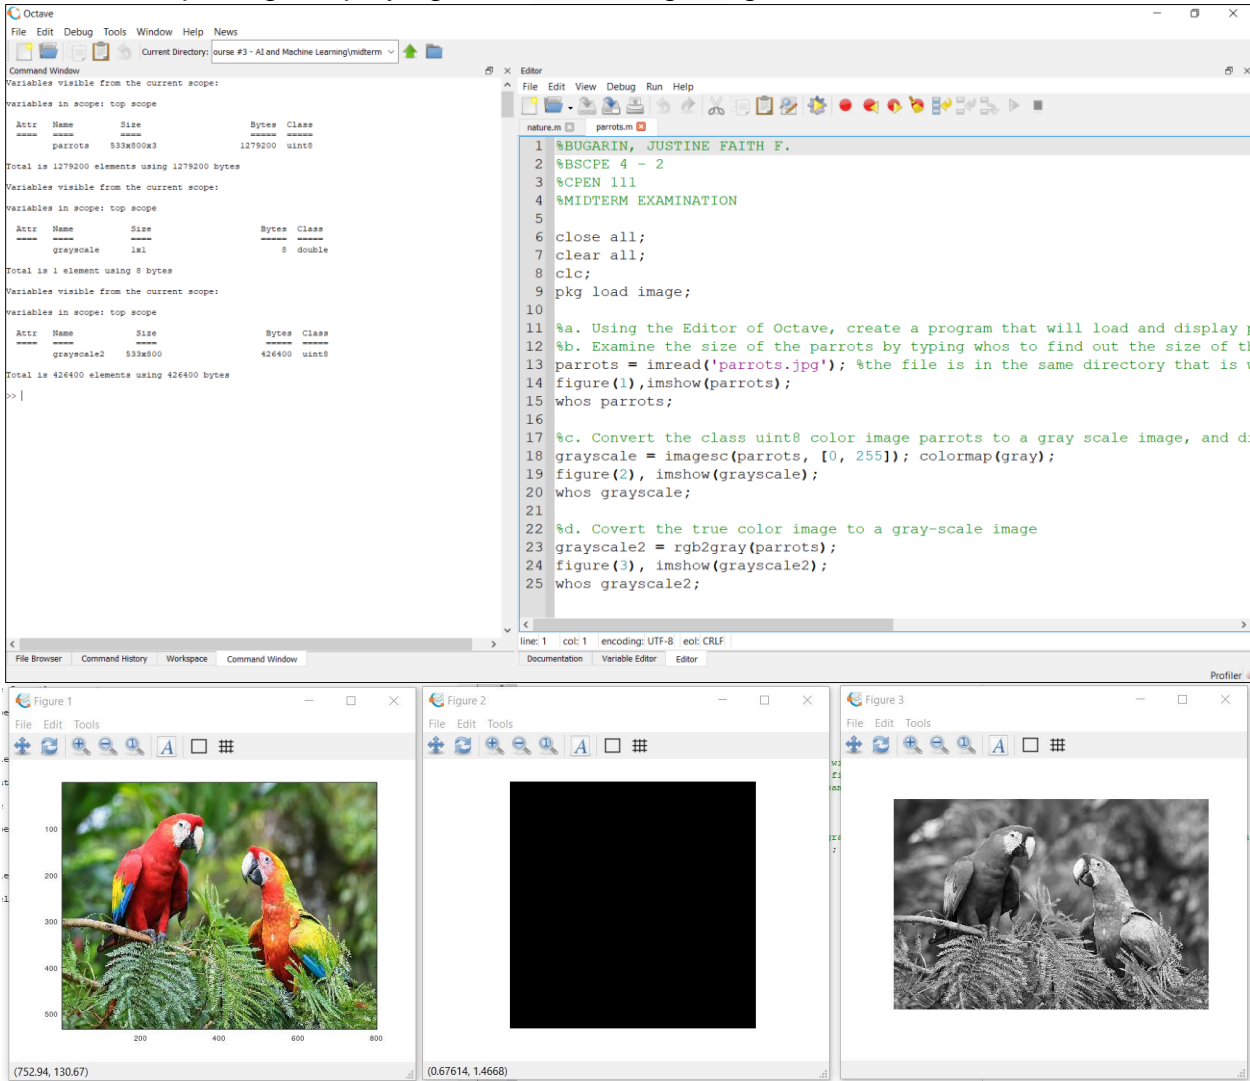 Octave
File Edit Debug Tools Window Help News
Current Directory: ourse #3 - AI and Machine Learning\midterm
Command Window
Variables visible from the current scope:
variables in scope: top scope
Attr Name Size Bytes Class
==== ==== ==== ===== =====
parrots 533x800x3 1279200 uint8
Total is 1279200 elements using 1279200 bytes
Variables visible from the current scope:
variables in scope: top scope
Attr Name Size Bytes Class
==== ==== ==== ===== =====
grayscale 1x1 8 double
Total is 1 element using 8 bytes
Variables visible from the current scope:
variables in scope: top scope
Attr Name Size Bytes Class
==== ==== ==== ===== =====
grayscale2 533x800 426400 uint8
Total is 426400 elements using 426400 bytes
>>
File Browser Command History Workspace Command Window
Editor
File Edit View Debug Run Help
nature.m parrots.m
1 %BUGARIN, JUSTINE FAITH F.
2 %BSCPE 4 - 2
3 %CPEN 111
4 %MIDTERM EXAMINATION
5
6 close all;
7 clear all;
8 clc;
9 pkg load image;
10
11 %a. Using the Editor of Octave, create a program that will load and display
12 %b. Examine the size of the parrots by typing whos to find out the size of
13 parrots = imread('parrots.jpg'); %the file is in the same directory that is
14 figure(1),imshow(parrots);
15 whos parrots;
16
17 %c. Convert the class uint8 color image parrots to a gray scale image, and
18 grayscale = imagesc(parrots, [0, 255]); colormap(gray);
19 figure(2), imshow(grayscale);
20 whos grayscale;
21
22 %d. Covert the true color image to a gray-scale image
23 grayscale2 = rgb2gray(parrots);
24 figure(3), imshow(grayscale2);
25 whos grayscale2;
line: 1 col: 1 encoding: UTF-8 eol: CRLF
Documentation Variable Editor Editor
Profiler
Figure 1
File Edit Tools
A
100
200
300
400
500
200 400 600 800
(752.94, 130.67)
Figure 2
File Edit Tools
A
(0.67614, 1.4668)
Figure 3
File Edit Tools
A